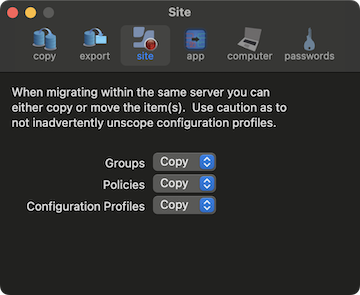 Site
copy export site app computer passwords
When migrating within the same server you can
either copy or move the item(s).  Use caution as to
not inadvertently unscope configuration profiles.
Groups Copy
Policies Copy
Configuration Profiles Copy